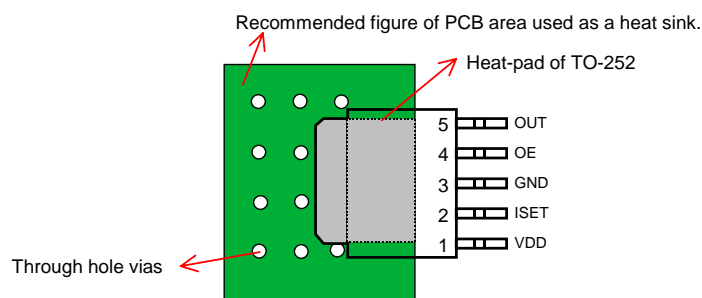 Recommended figure of PCB area used as a heat sink.
Heat-pad of TO-252
5 OUT
4 OE
3 GND
2 ISET
1 VDD
Through hole vias